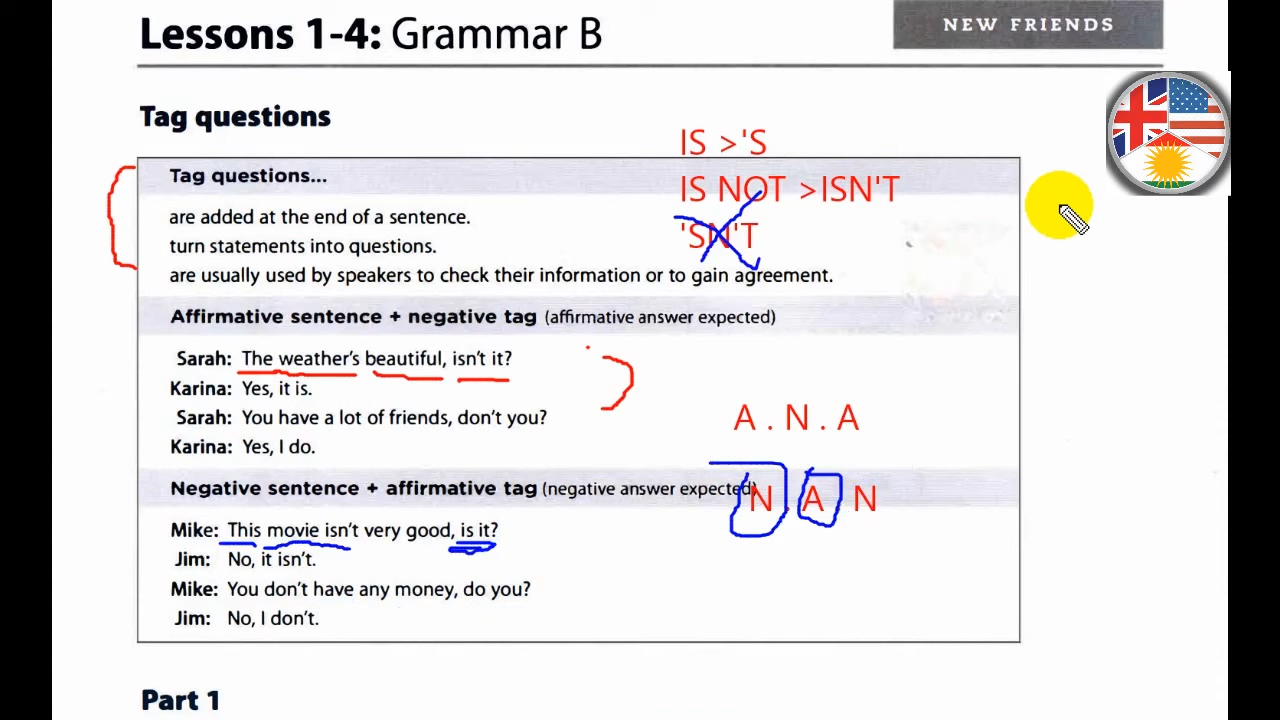 Lessons 1-4: Grammar B
NEW FRIENDS
Tag questions
IS >'S
Tag questions...
IS NOT >ISN'T
are added at the end of a sentence.
'SN'T
turn statements into questions.
are usually used by speakers to check their information or to gain agreement.
Affirmative sentence + negative tag (affirmative answer expected)
Sarah: The weather's beautiful, isn't it?
Karina: Yes, it is.
Sarah: You have a lot of friends, don't you?
A . N . A
Karina: Yes, I do.
Negative sentence + affirmative tag (negative answer expected)
N A N
Mike: This movie isn't very good, is it?
Jim: No, it isn't.
Mike: You don't have any money, do you?
Jim: No, I don't.
Part 1